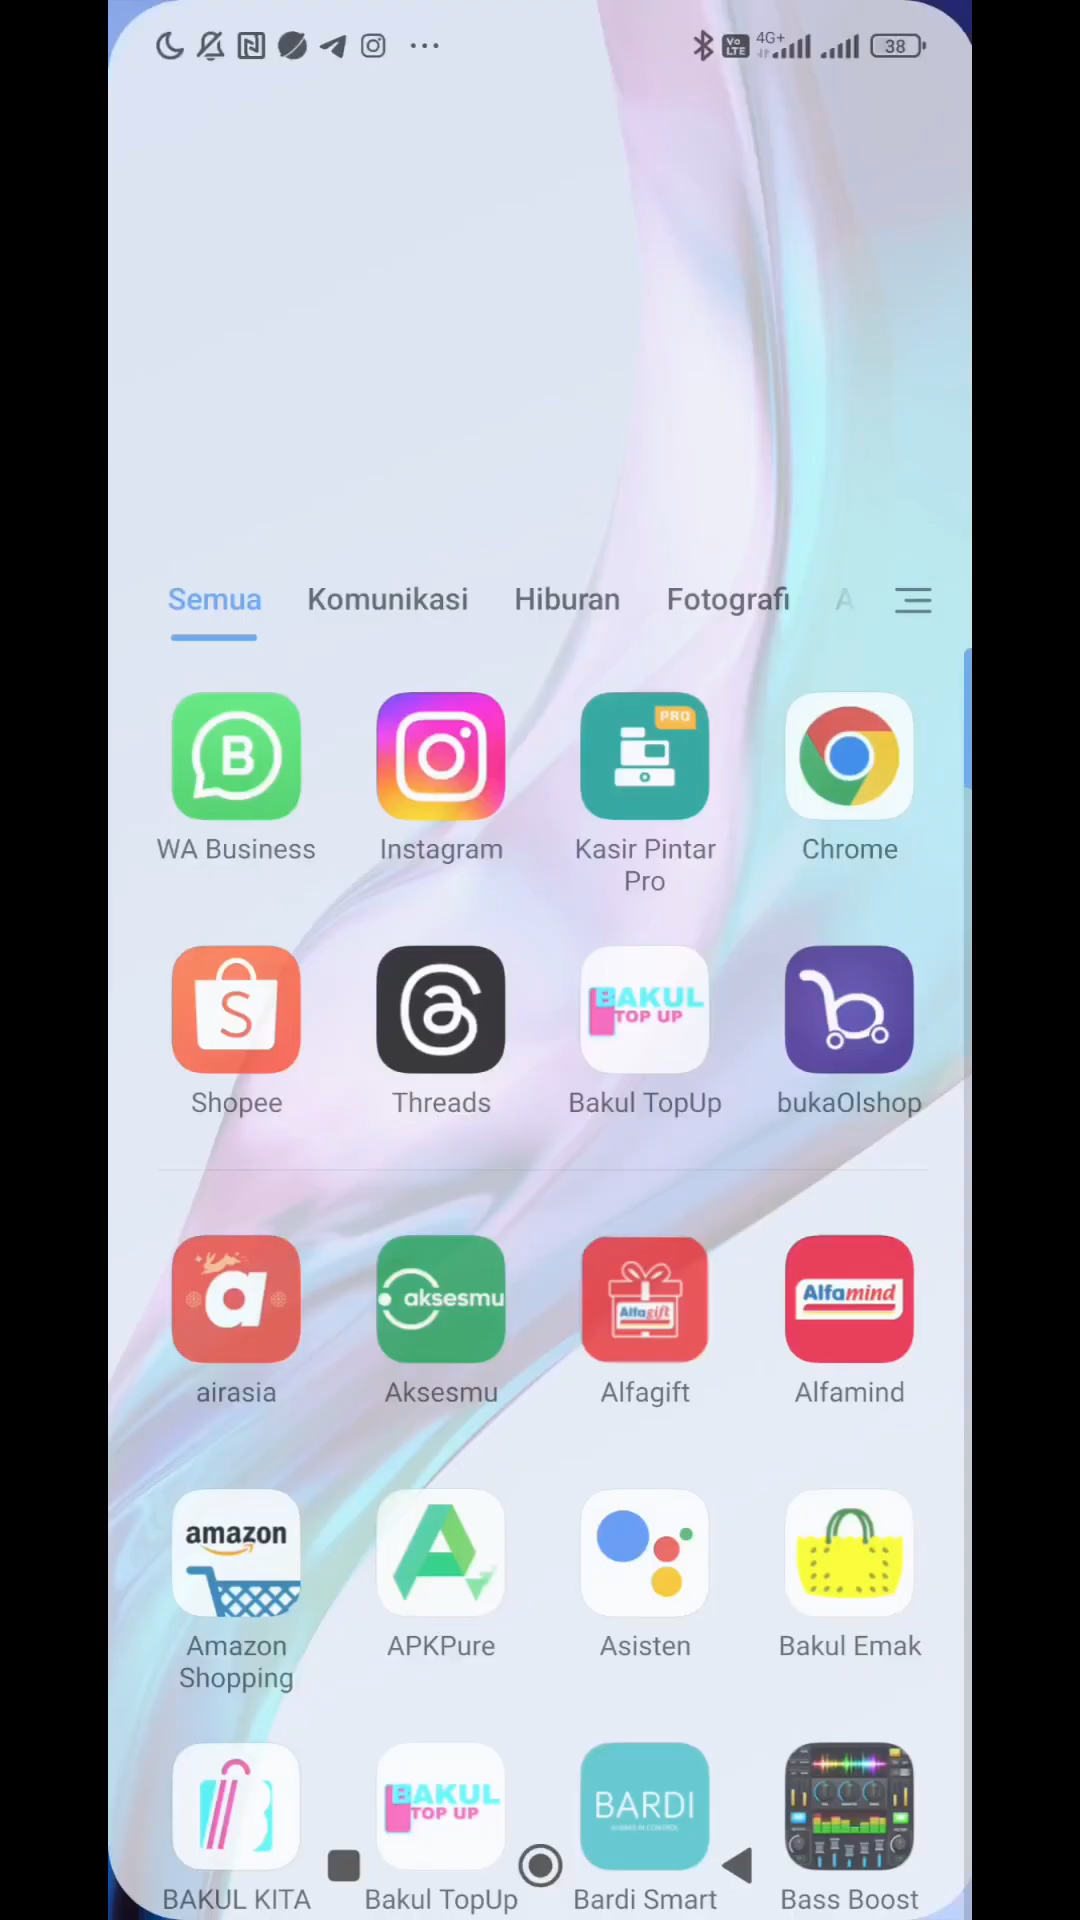 Vo LTE 4G+ 38
Semua Komunikasi Hiburan Fotografi A
B PRO
WA Business Instagram Kasir Pintar Pro Chrome
S BAKUL TOP UP b
Shopee Threads Bakul TopUp bukaOlshop
a aksesmu Alfagift Alfamind
airasia Aksesmu Alfagift Alfamind
amazon
Amazon Shopping APKPure Asisten Bakul Emak
BAKUL TOP UP BARDI
BAKUL KITA Bakul TopUp Bardi Smart Bass Boost